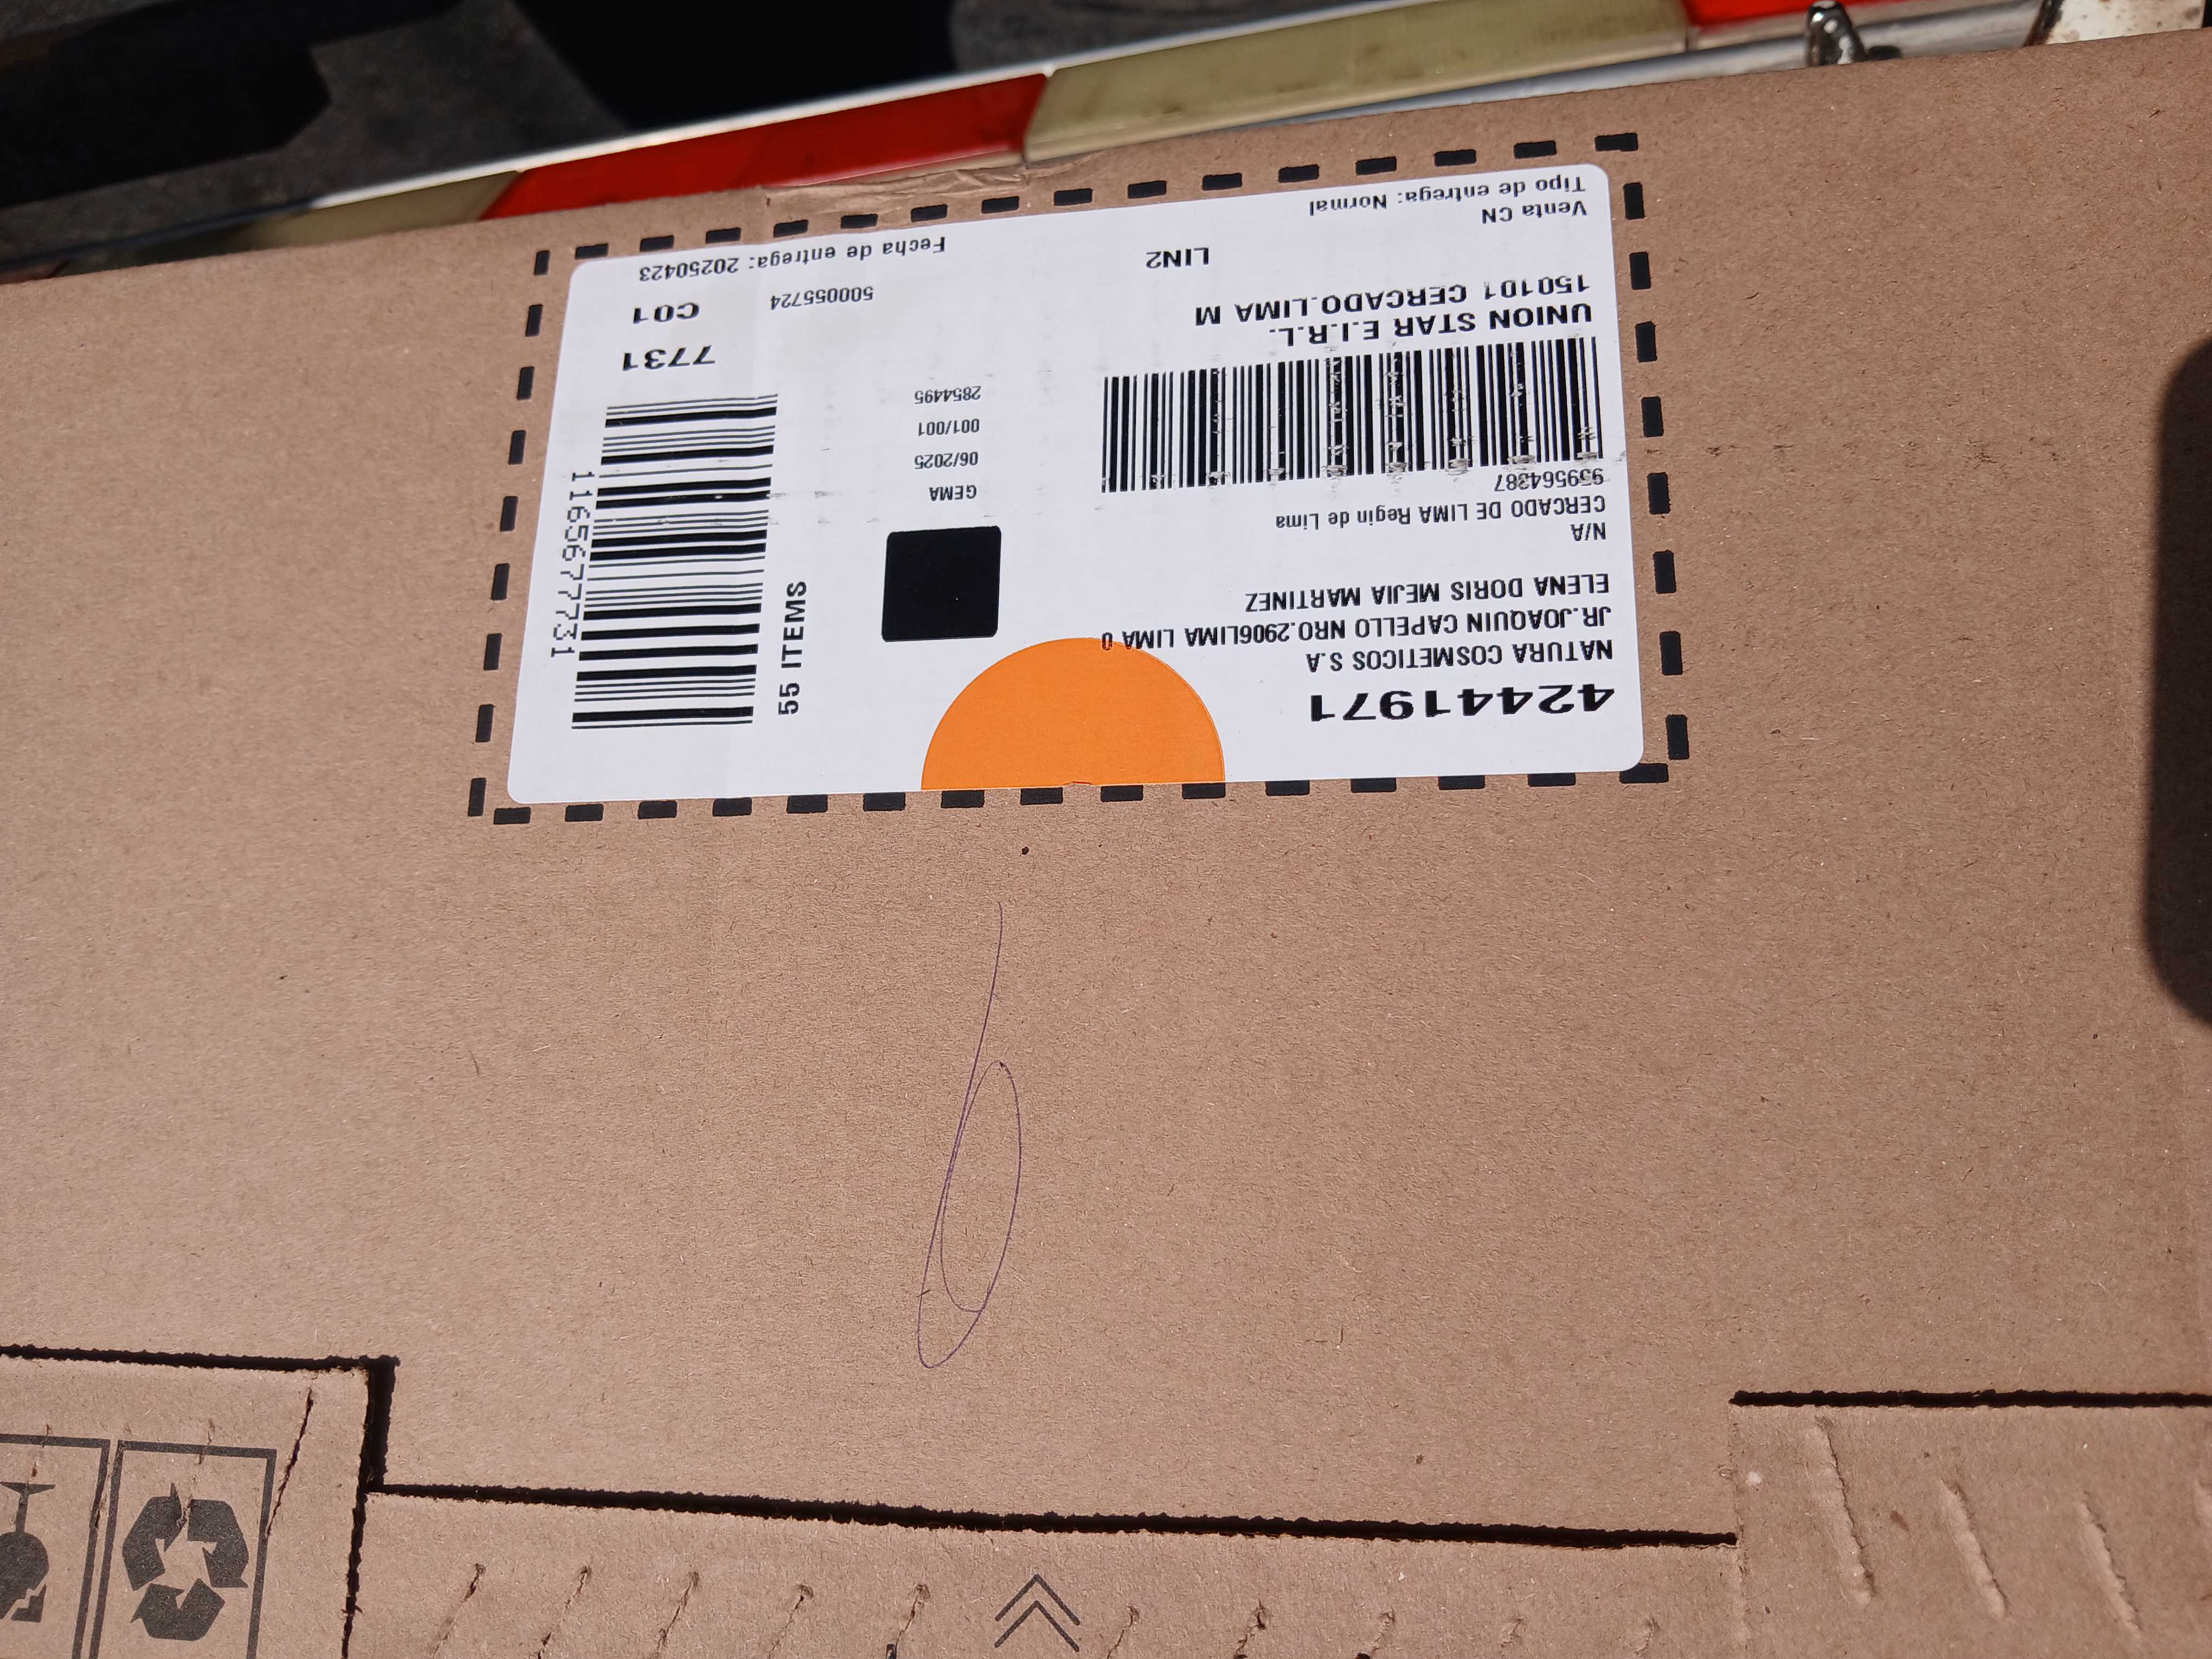 42441971
NATURA COSMETICOS S.A
JR.JOAQUIN CAPELLO NRO.2906LIMA LIMA 0
ELENA DORIS MEJIA MARTINEZ
N/A
CERCADO DE LIMA Regin de Lima
959564387
UNION STAR E.I.R.L.
150101 CERCADO.LIMA M
LIN2
Venta CN
Tipo de entrega: Normal
GEMA
06/2025
001/001
2854495
55 ITEMS
1165677731
7731
C01
500055724
Fecha de entrega: 20250423